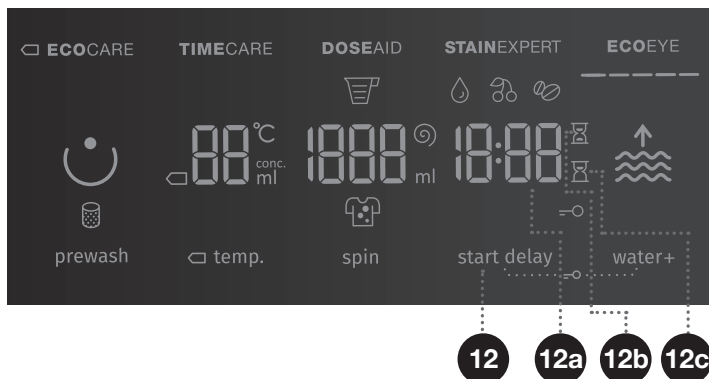 ECOCARE TIMECARE DOSEAID STAINEXPERT ECOEYE
88 °C 1888 18:88
conc.
ml ml
prewash temp. spin start delay water+
12 12a 12b 12c